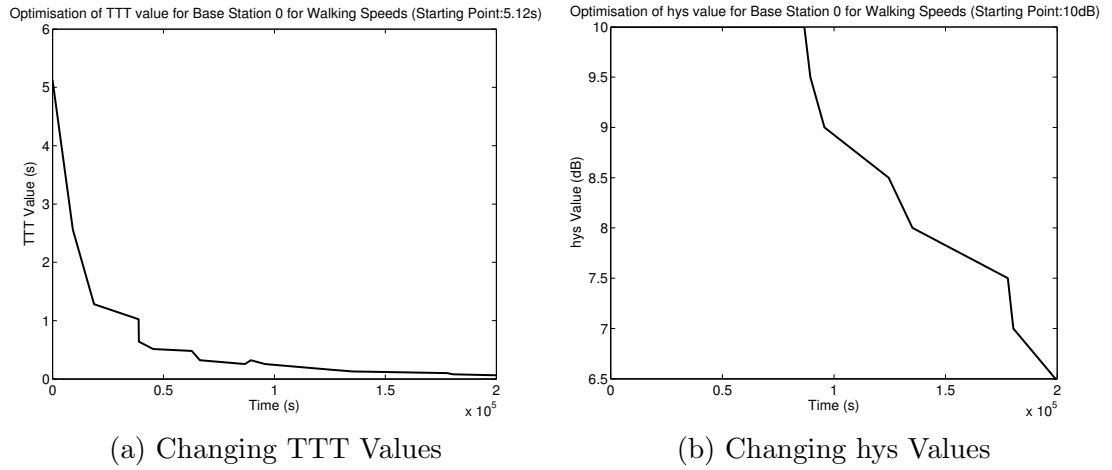 Optimisation of TTT value for Base Station 0 for Walking Speeds (Starting Point:5.12s)
6
5
4
3
2
1
0
TTT Value (s)
0
0.5
1
1.5
2
x 10^5
Time (s)
(a) Changing TTT Values
Optimisation of hys value for Base Station 0 for Walking Speeds (Starting Point:10dB)
10
9.5
9
8.5
8
7.5
7
6.5
hys Value (dB)
0
0.5
1
1.5
2
x 10^5
Time (s)
(b) Changing hys Values